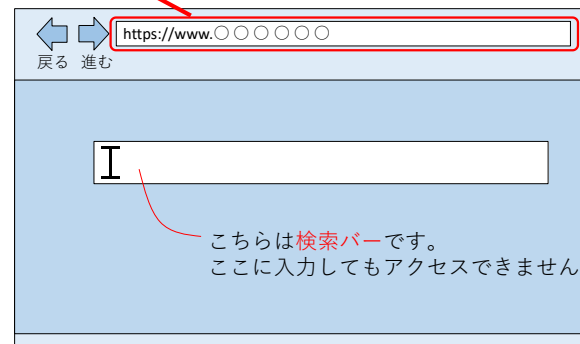 https://www.○○○○○○
戻る 進む
こちらは検索バーです。
ここに入力してもアクセスできません